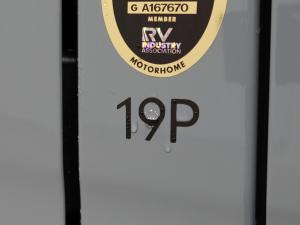 G A167670
MEMBER
RV
INDUSTRY
ASSOCIATION
MOTORHOME
19P